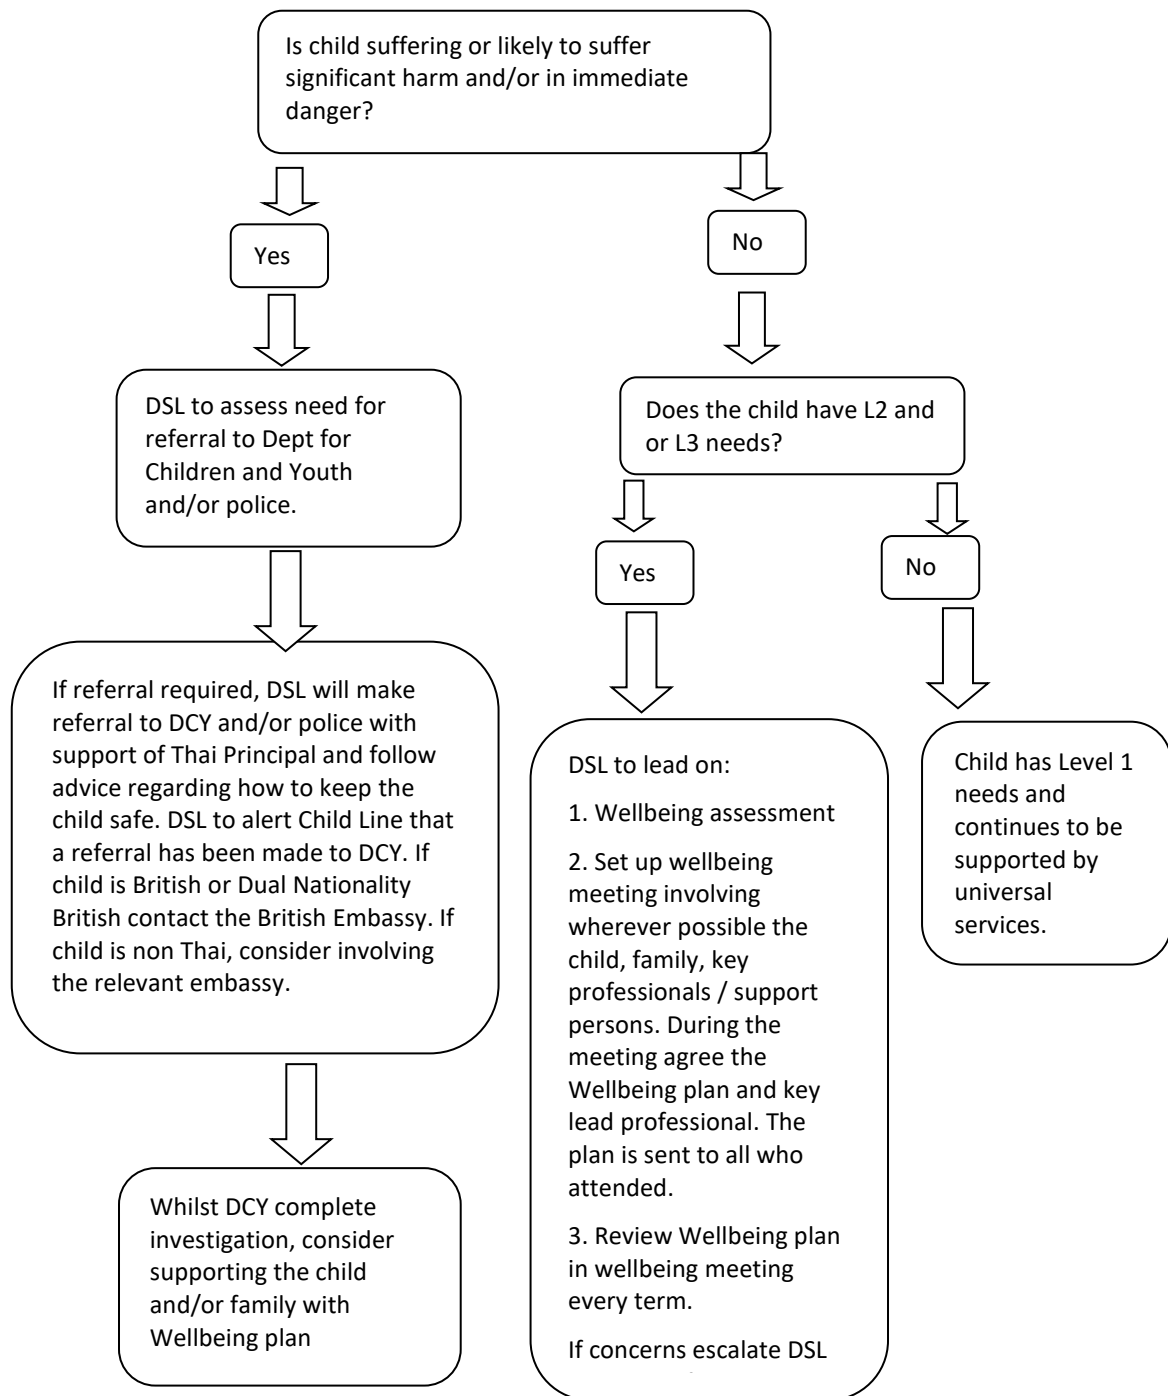 Is child suffering or likely to suffer
significant harm and/or in immediate
danger?
Yes
No
DSL to assess need for
referral to Dept for
Children and Youth
and/or police.
Does the child have L2 and
or L3 needs?
Yes
No
If referral required, DSL will make
referral to DCY and/or police with
support of Thai Principal and follow
advice regarding how to keep the
child safe. DSL to alert Child Line that
a referral has been made to DCY. If
child is British or Dual Nationality
British contact the British Embassy. If
child is non Thai, consider involving
the relevant embassy.
DSL to lead on:
1. Wellbeing assessment
2. Set up wellbeing
meeting involving
wherever possible the
child, family, key
professionals / support
persons. During the
meeting agree the
Wellbeing plan and key
lead professional. The
plan is sent to all who
attended.
3. Review Wellbeing plan
in wellbeing meeting
every term.
If concerns escalate DSL
Child has Level 1
needs and
continues to be
supported by
universal
services.
Whilst DCY complete
investigation, consider
supporting the child
and/or family with
Wellbeing plan